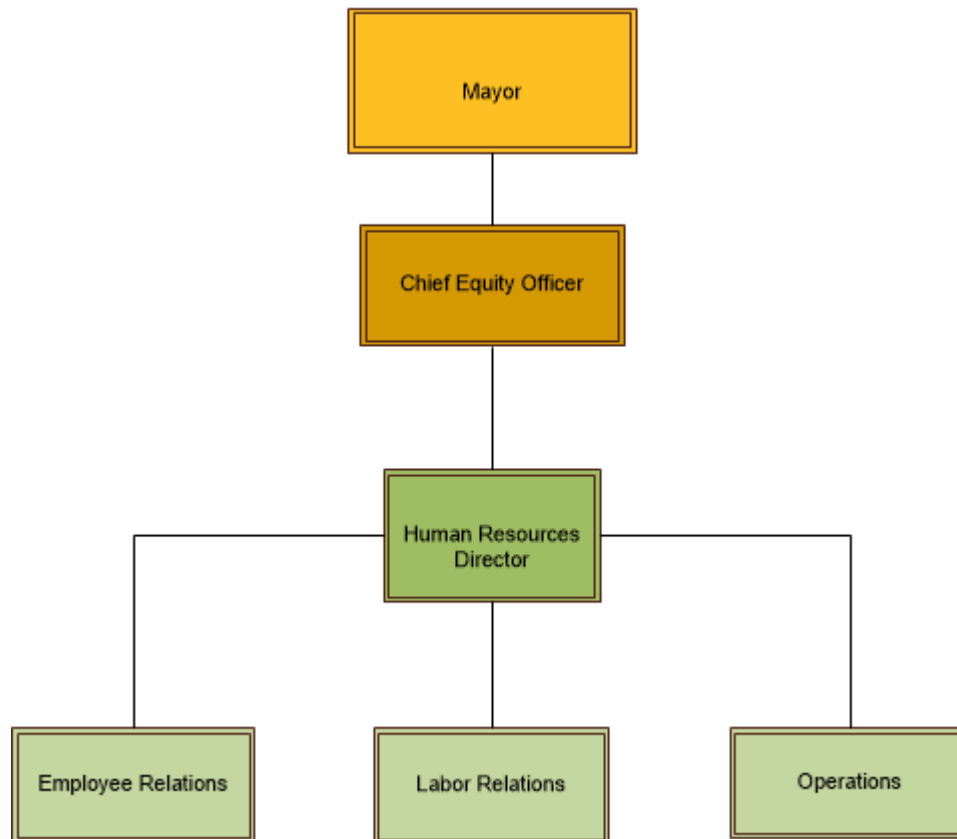 Mayor
Chief Equity Officer
Human Resources
Director
Employee Relations
Labor Relations
Operations